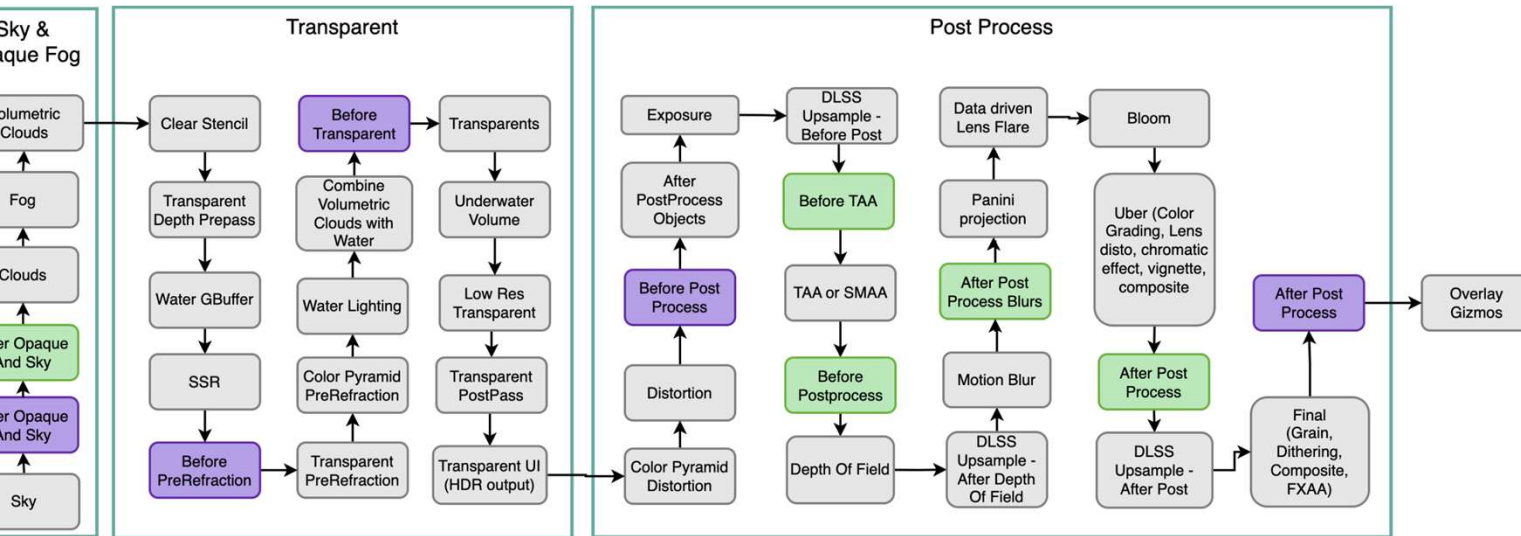 Sky &
Fog
Clouds
Fog
Clouds
Opaque
And Sky
Opaque
And Sky
Sky
Transparent
Clear Stencil
Transparent
Depth Prepass
Water GBuffer
SSR
Before
PreRefraction
Transparent
PreRefraction
Color Pyramid
PreRefraction
Water Lighting
Combine
Volumetric
Clouds with
Water
Before
Transparent
Transparents
Underwater
Volume
Low Res
Transparent
Transparent
PostPass
Transparent UI
(HDR output)
Post Process
Color Pyramid
Distortion
Distortion
Before Post
Process
After
PostProcess
Objects
Exposure
DLSS
Upsample -
Before Post
Before TAA
TAA or SMAA
Before
Postprocess
Depth Of Field
DLSS
Upsample -
After Depth
Of Field
Motion Blur
After Post
Process Blurs
Panini
projection
Data driven
Lens Flare
Bloom
Uber (Color
Grading, Lens
disto, chromatic
effect, vignette,
composite
After Post
Process
DLSS
Upsample -
After Post
Final
(Grain,
Dithering,
Composite,
FXAA)
After Post
Process
Overlay
Gizmos